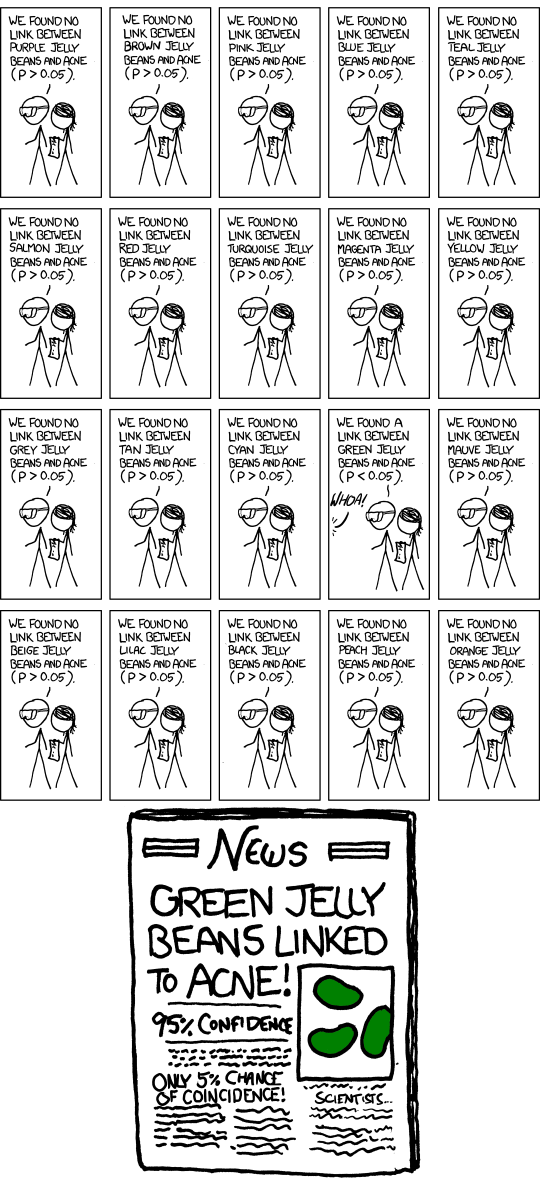 WE FOUND NO
LINK BETWEEN
PURPLE JELLY
BEANS AND ACNE
(P > 0.05).
WE FOUND NO
LINK BETWEEN
BROWN JELLY
BEANS AND ACNE
(P > 0.05).
WE FOUND NO
LINK BETWEEN
PINK JELLY
BEANS AND ACNE
(P > 0.05).
WE FOUND NO
LINK BETWEEN
BLUE JELLY
BEANS AND ACNE
(P > 0.05).
WE FOUND NO
LINK BETWEEN
TEAL JELLY
BEANS AND ACNE
(P > 0.05).
WE FOUND NO
LINK BETWEEN
SALMON JELLY
BEANS AND ACNE
(P > 0.05).
WE FOUND NO
LINK BETWEEN
RED JELLY
BEANS AND ACNE
(P > 0.05).
WE FOUND NO
LINK BETWEEN
TURQUOISE JELLY
BEANS AND ACNE
(P > 0.05).
WE FOUND NO
LINK BETWEEN
MAGENTA JELLY
BEANS AND ACNE
(P > 0.05).
WE FOUND NO
LINK BETWEEN
YELLOW JELLY
BEANS AND ACNE
(P > 0.05).
WE FOUND NO
LINK BETWEEN
GREY JELLY
BEANS AND ACNE
(P > 0.05).
WE FOUND NO
LINK BETWEEN
TAN JELLY
BEANS AND ACNE
(P > 0.05).
WE FOUND NO
LINK BETWEEN
CYAN JELLY
BEANS AND ACNE
(P > 0.05).
WE FOUND A
LINK BETWEEN
GREEN JELLY
BEANS AND ACNE
(P < 0.05).
WHOA!
WE FOUND NO
LINK BETWEEN
MAUVE JELLY
BEANS AND ACNE
(P > 0.05).
WE FOUND NO
LINK BETWEEN
BEIGE JELLY
BEANS AND ACNE
(P > 0.05).
WE FOUND NO
LINK BETWEEN
LILAC JELLY
BEANS AND ACNE
(P > 0.05).
WE FOUND NO
LINK BETWEEN
BLACK JELLY
BEANS AND ACNE
(P > 0.05).
WE FOUND NO
LINK BETWEEN
PEACH JELLY
BEANS AND ACNE
(P > 0.05).
WE FOUND NO
LINK BETWEEN
ORANGE JELLY
BEANS AND ACNE
(P > 0.05).
NEWS
GREEN JELLY
BEANS LINKED
TO ACNE!
95% CONFIDENCE
ONLY 5% CHANCE
OF COINCIDENCE!
SCIENTISTS...